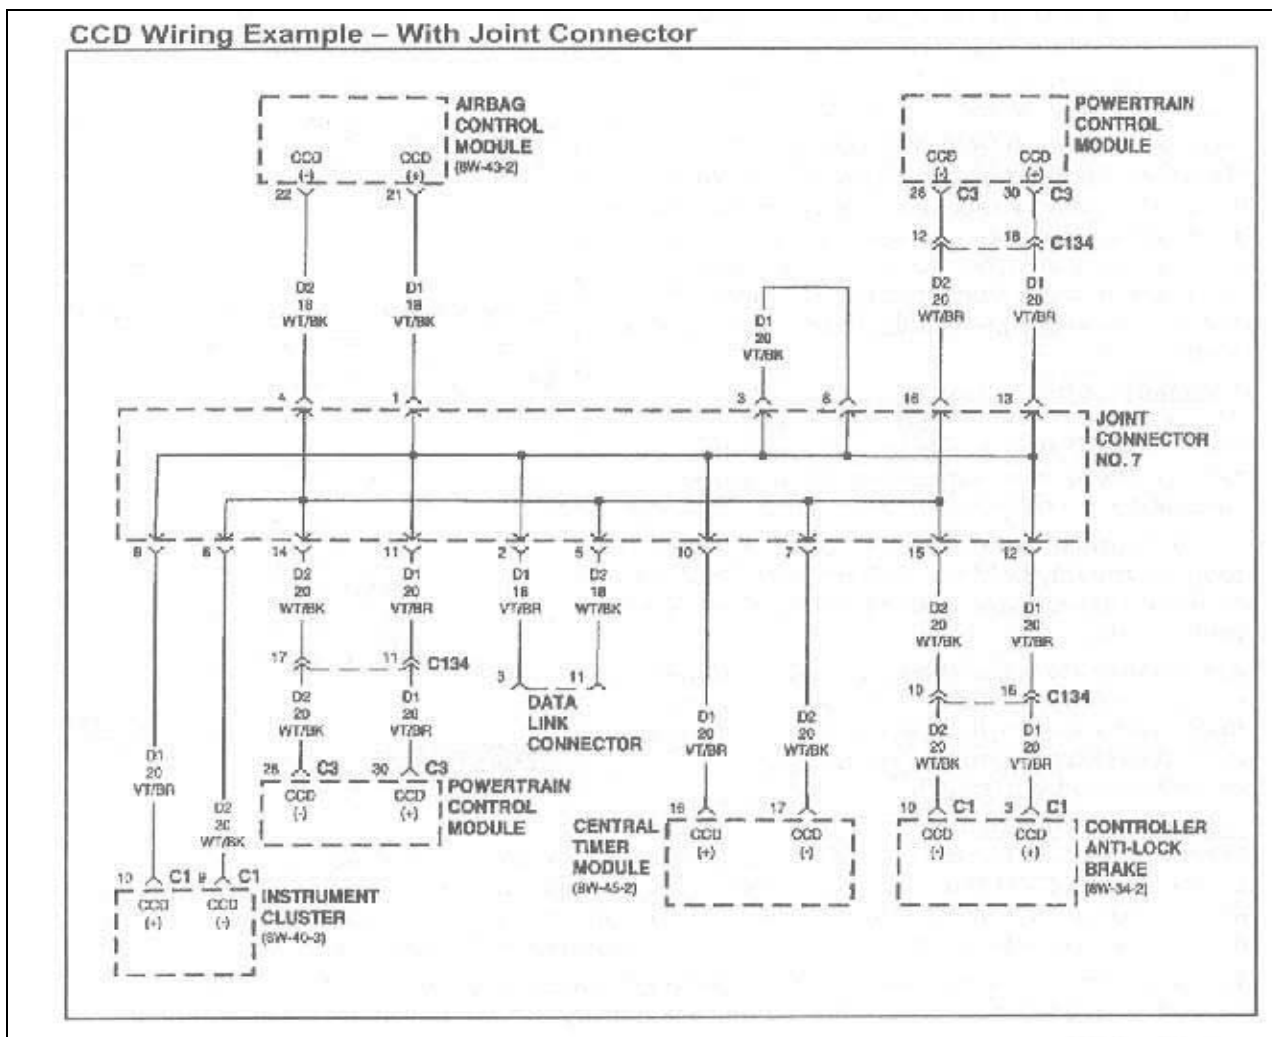 CCD Wiring Example – With Joint Connector
AIRBAG
CONTROL
MODULE
(8W-43-2)
CCD
(-)
CCD
(+)
22
21
POWERTRAIN
CONTROL
MODULE
CCD
(-)
CCD
(+)
28 C3
30 C3
12
18
C134
D2
18
WT/BK
D1
18
VT/BK
D1
20
VT/BK
D2
20
WT/BR
D1
20
VT/BR
4
1
3
16
13
JOINT
CONNECTOR
NO. 7
6
14
11
2
5
10
7
15
12
D2
20
WT/BK
D1
20
VT/BR
D1
18
VT/BR
D2
18
WT/BK
D2
20
WT/BK
D1
20
VT/BR
17
11
C134
3
11
DATA
LINK
CONNECTOR
10
16
C134
D2
20
WT/BK
D1
20
VT/BR
D1
20
VT/BR
D2
20
WT/BK
D2
20
WT/BK
D1
20
VT/BR
D1
20
VT/BR
D2
20
WT/BK
28 C3
30 C3
CCD
(-)
CCD
(+)
POWERTRAIN
CONTROL
MODULE
CENTRAL
TIMER
MODULE
(8W-45-2)
16
17
CCD
(+)
CCD
(-)
10 C1
3 C1
CCD
(-)
CCD
(+)
CONTROLLER
ANTI-LOCK
BRAKE
(8W-34-2)
10 C1
C1
CCD
(+)
CCD
(-)
INSTRUMENT
CLUSTER
(8W-40-3)